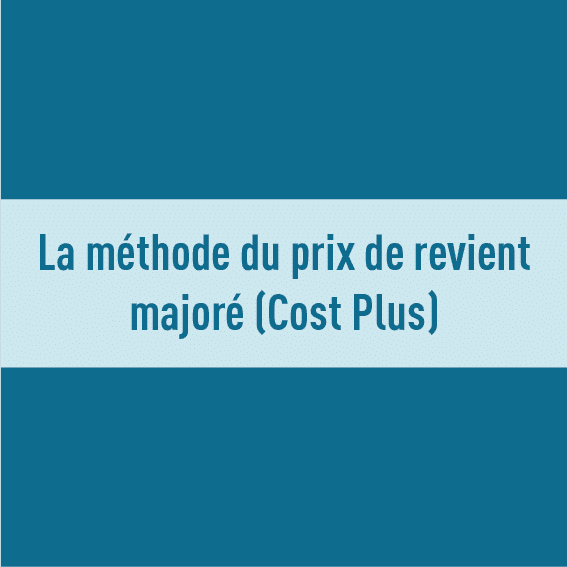 La méthode du prix de revient
majoré (Cost Plus)